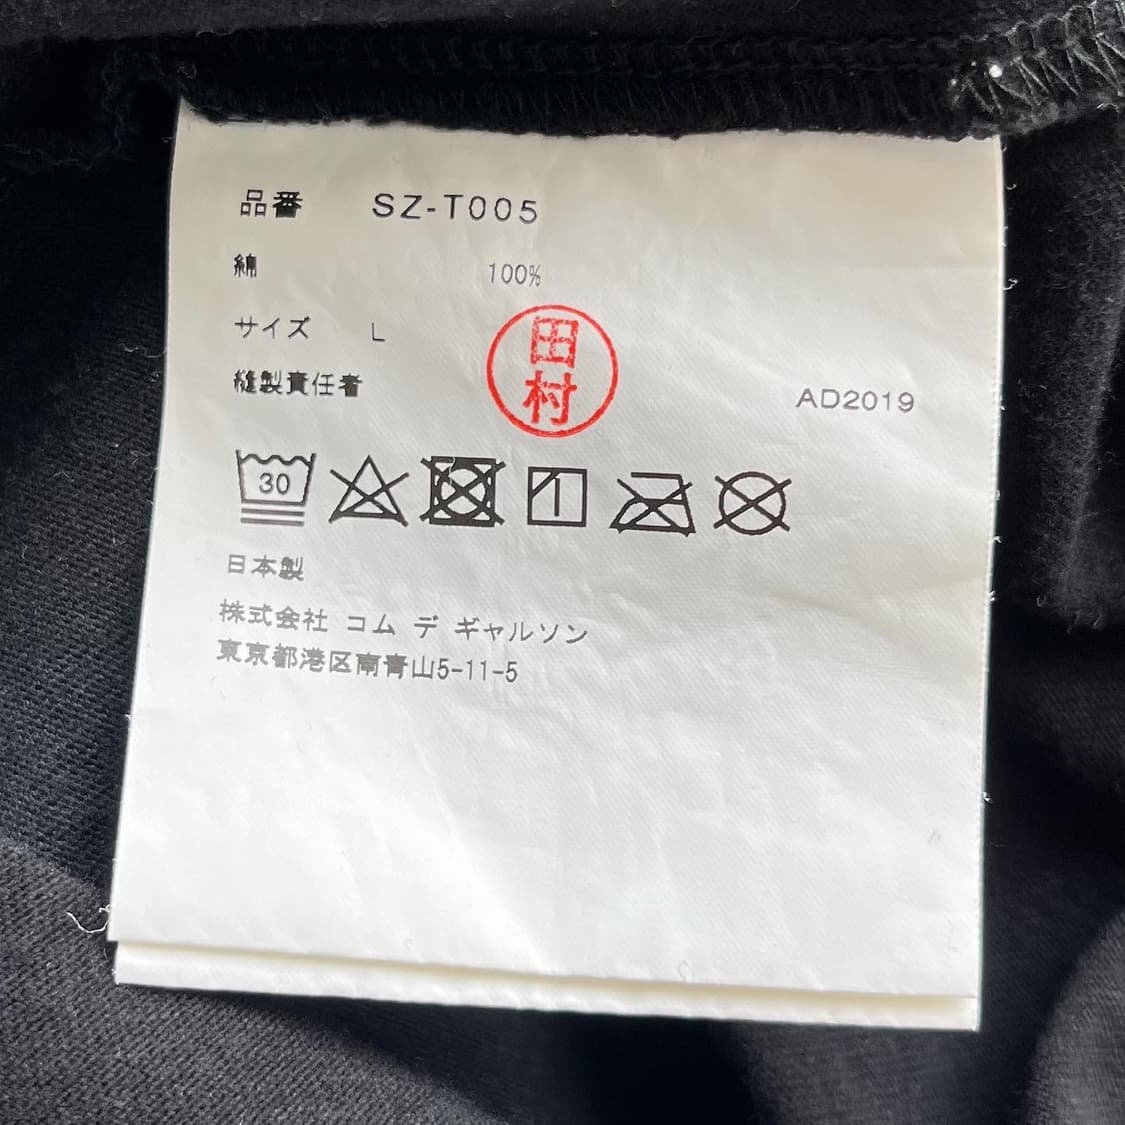 品番 SZ-T005
綿 100%
サイズ L
縫製責任者 田村 AD2019
30
日本製
株式会社 コム デ ギャルソン
東京都港区南青山5-11-5